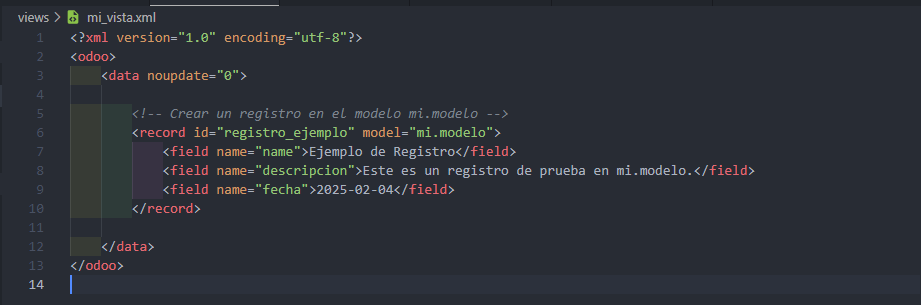 views > mi_vista.xml
1 <?xml version="1.0" encoding="utf-8"?>
2 <odoo>
3 <data noupdate="0">
4
5 <!-- Crear un registro en el modelo mi.modelo -->
6 <record id="registro_ejemplo" model="mi.modelo">
7 <field name="name">Ejemplo de Registro</field>
8 <field name="descripcion">Este es un registro de prueba en mi.modelo.</field>
9 <field name="fecha">2025-02-04</field>
10 </record>
11
12 </data>
13 </odoo>
14